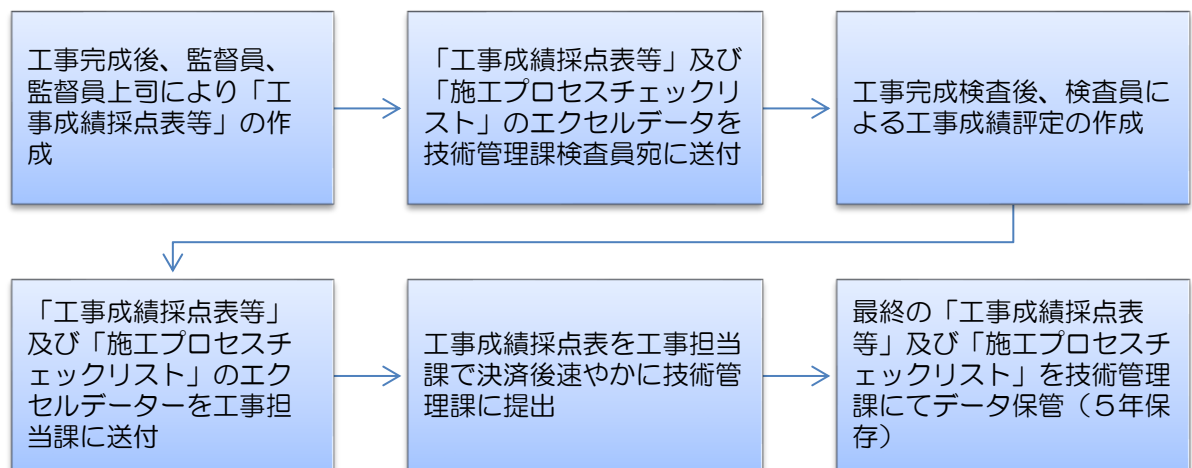 工事完成後、監督員、
監督員上司により「工
事成績採点表等」の作
成
「工事成績採点表等」及び
「施工プロセスチェックリ
スト」のエクセルデータを
技術管理課検査員宛に送付
工事完成検査後、検査員に
よる工事成績評定の作成
「工事成績採点表等」
及び「施工プロセスチ
ェックリスト」のエク
セルデーターを工事担
当課に送付
工事成績採点表を工事担当
課で決済後速やかに技術管
理課に提出
最終の「工事成績採点表
等」及び「施工プロセスチ
ェックリスト」を技術管理
課にてデータ保管（５年保
存）